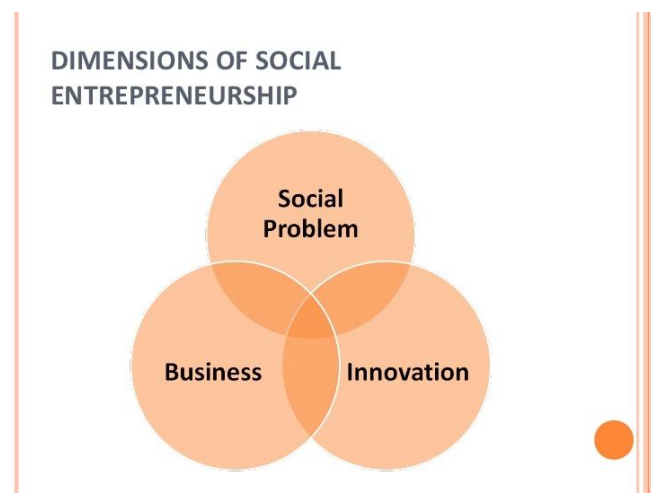 DIMENSIONS OF SOCIAL
ENTREPRENEURSHIP
Social
Problem
Business
Innovation